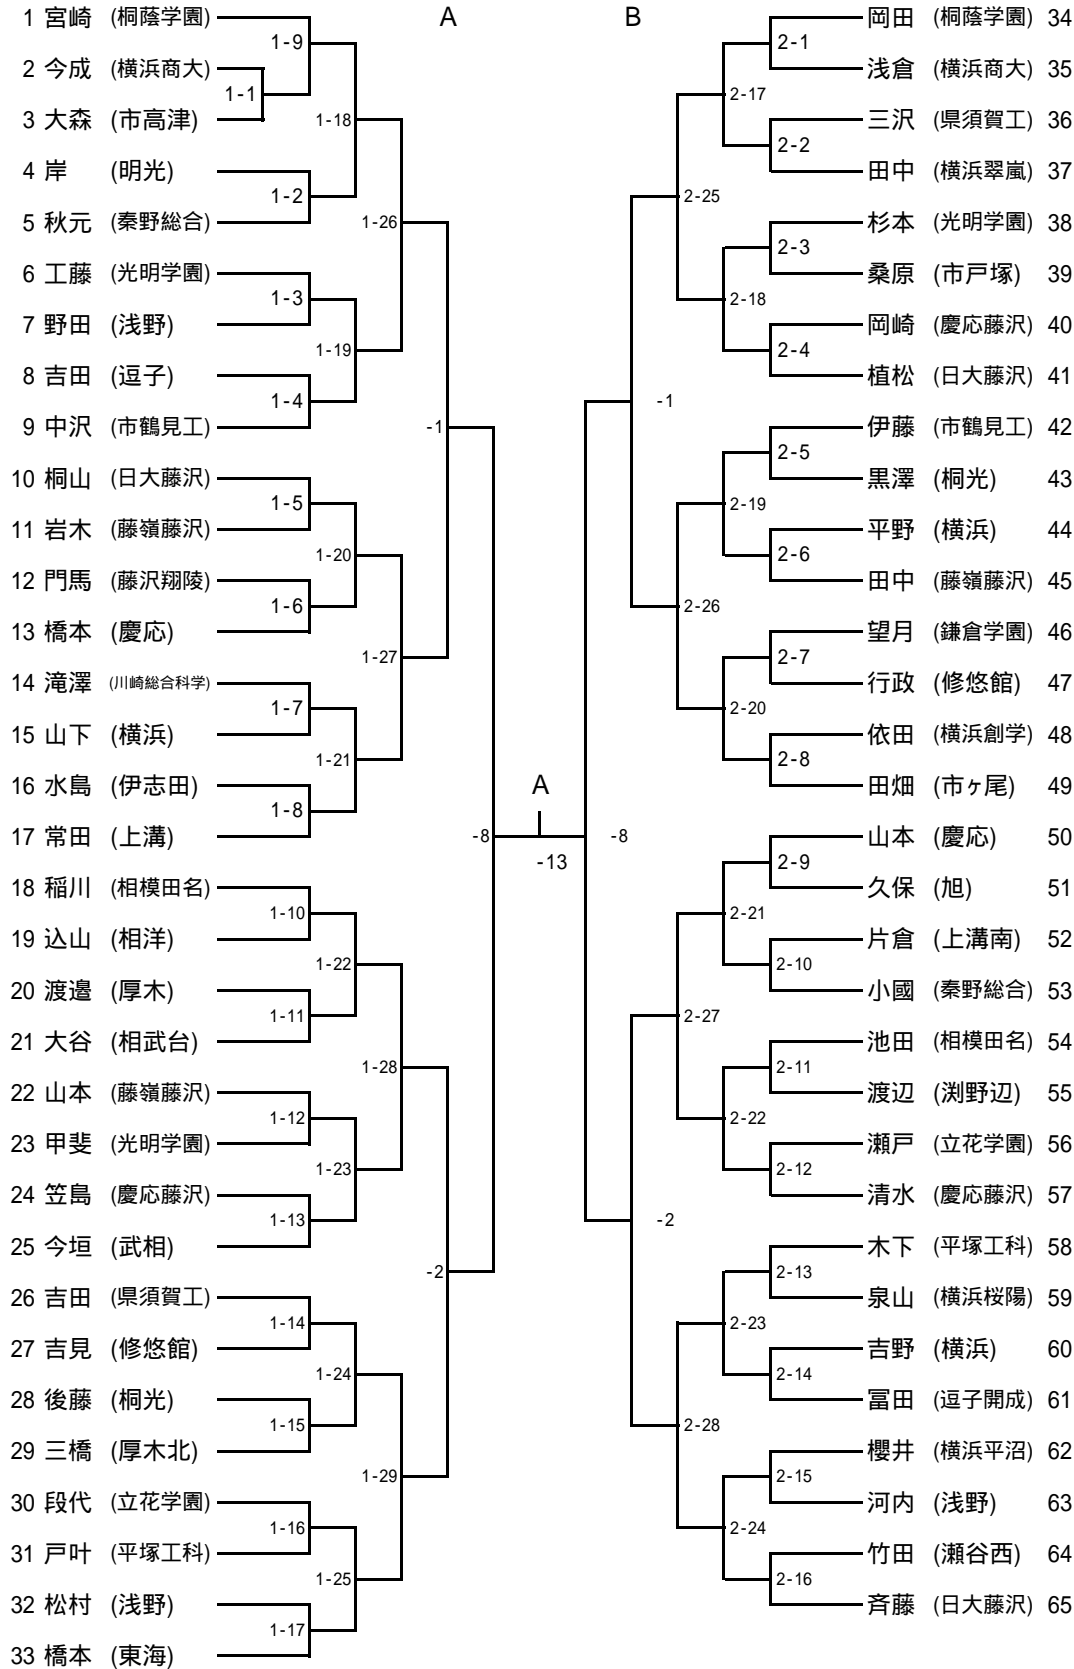 A
B
1 宮崎 (桐蔭学園)
2 今成 (横浜商大)
3 大森 (市高津)
4 岸 (明光)
5 秋元 (秦野総合)
6 工藤 (光明学園)
7 野田 (浅野)
8 吉田 (逗子)
9 中沢 (市鶴見工)
10 桐山 (日大藤沢)
11 岩木 (藤嶺藤沢)
12 門馬 (藤沢翔陵)
13 橋本 (慶応)
14 滝澤 (川崎総合科学)
15 山下 (横浜)
16 水島 (伊志田)
17 常田 (上溝)
18 稲川 (相模田名)
19 込山 (相洋)
20 渡邉 (厚木)
21 大谷 (相武台)
22 山本 (藤嶺藤沢)
23 甲斐 (光明学園)
24 笠島 (慶応藤沢)
25 今垣 (武相)
26 吉田 (県須賀工)
27 吉見 (修悠館)
28 後藤 (桐光)
29 三橋 (厚木北)
30 段代 (立花学園)
31 戸叶 (平塚工科)
32 松村 (浅野)
33 橋本 (東海)
1-9
1-1
1-18
1-2
1-26
1-3
1-19
1-4
-1
1-5
1-20
1-6
1-27
1-7
1-21
1-8
-8
1-10
1-22
1-11
1-28
1-12
1-23
1-13
-2
1-14
1-24
1-15
1-29
1-16
1-25
1-17
A
-13
岡田 (桐蔭学園) 34
浅倉 (横浜商大) 35
三沢 (県須賀工) 36
田中 (横浜翠嵐) 37
杉本 (光明学園) 38
桑原 (市戸塚) 39
岡崎 (慶応藤沢) 40
植松 (日大藤沢) 41
伊藤 (市鶴見工) 42
黒澤 (桐光) 43
平野 (横浜) 44
田中 (藤嶺藤沢) 45
望月 (鎌倉学園) 46
行政 (修悠館) 47
依田 (横浜創学) 48
田畑 (市ヶ尾) 49
山本 (慶応) 50
久保 (旭) 51
片倉 (上溝南) 52
小國 (秦野総合) 53
池田 (相模田名) 54
渡辺 (渕野辺) 55
瀬戸 (立花学園) 56
清水 (慶応藤沢) 57
木下 (平塚工科) 58
泉山 (横浜桜陽) 59
吉野 (横浜) 60
冨田 (逗子開成) 61
櫻井 (横浜平沼) 62
河内 (浅野) 63
竹田 (瀬谷西) 64
斉藤 (日大藤沢) 65
2-1
2-17
2-2
2-25
2-3
2-18
2-4
-1
2-5
2-19
2-6
2-26
2-7
2-20
2-8
-8
2-9
2-21
2-10
2-27
2-11
2-22
2-12
-2
2-13
2-23
2-14
2-28
2-15
2-24
2-16